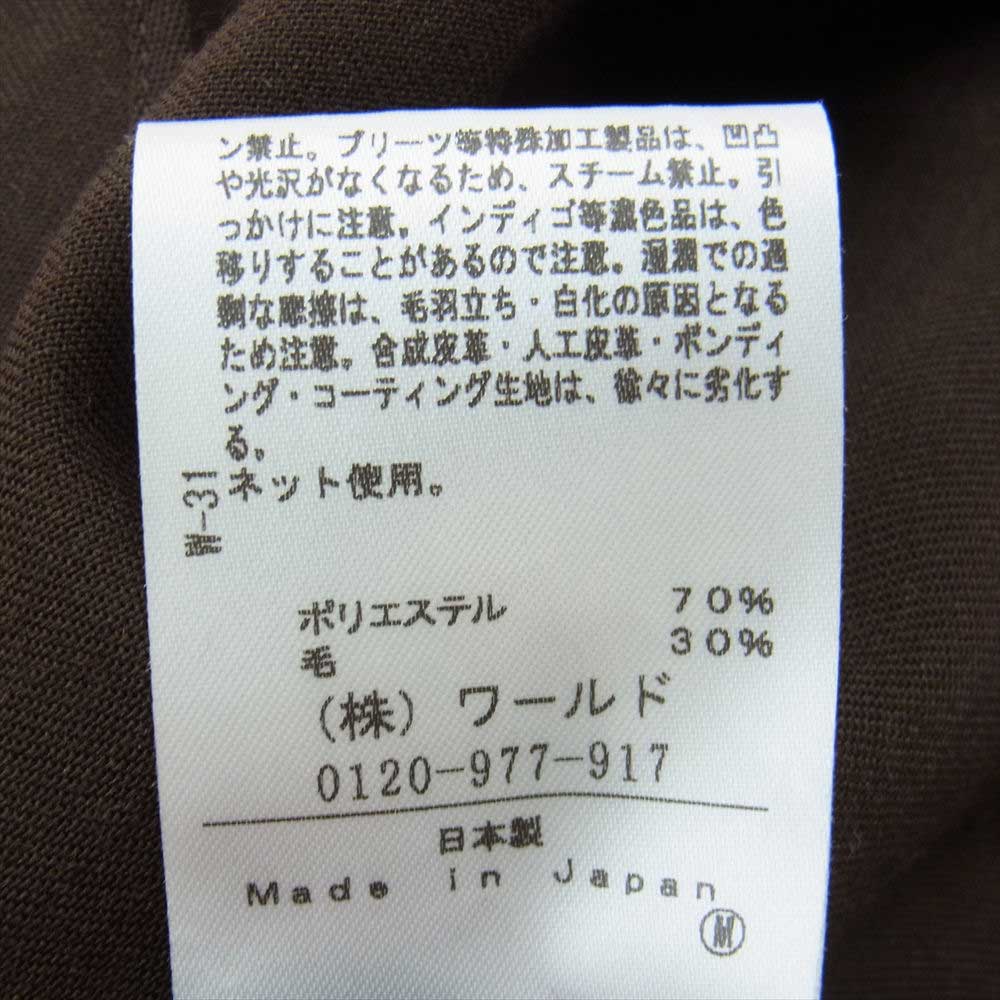 ン禁止。プリーツ等特殊加工製品は、凹凸
や光沢がなくなるため、スチーム禁止。引
っかけに注意。インディゴ等濃色品は、色
移りすることがあるので注意。湿潤での過
剰な摩擦は、毛羽立ち・白化の原因となる
ため注意。合成皮革・人工皮革・ボンディ
ング・コーティング生地は、徐々に劣化す
る。
ネット使用。
W-31
ポリエステル 70%
毛 30%
(株) ワールド
0120-977-917
日本製
Made in Japan
M